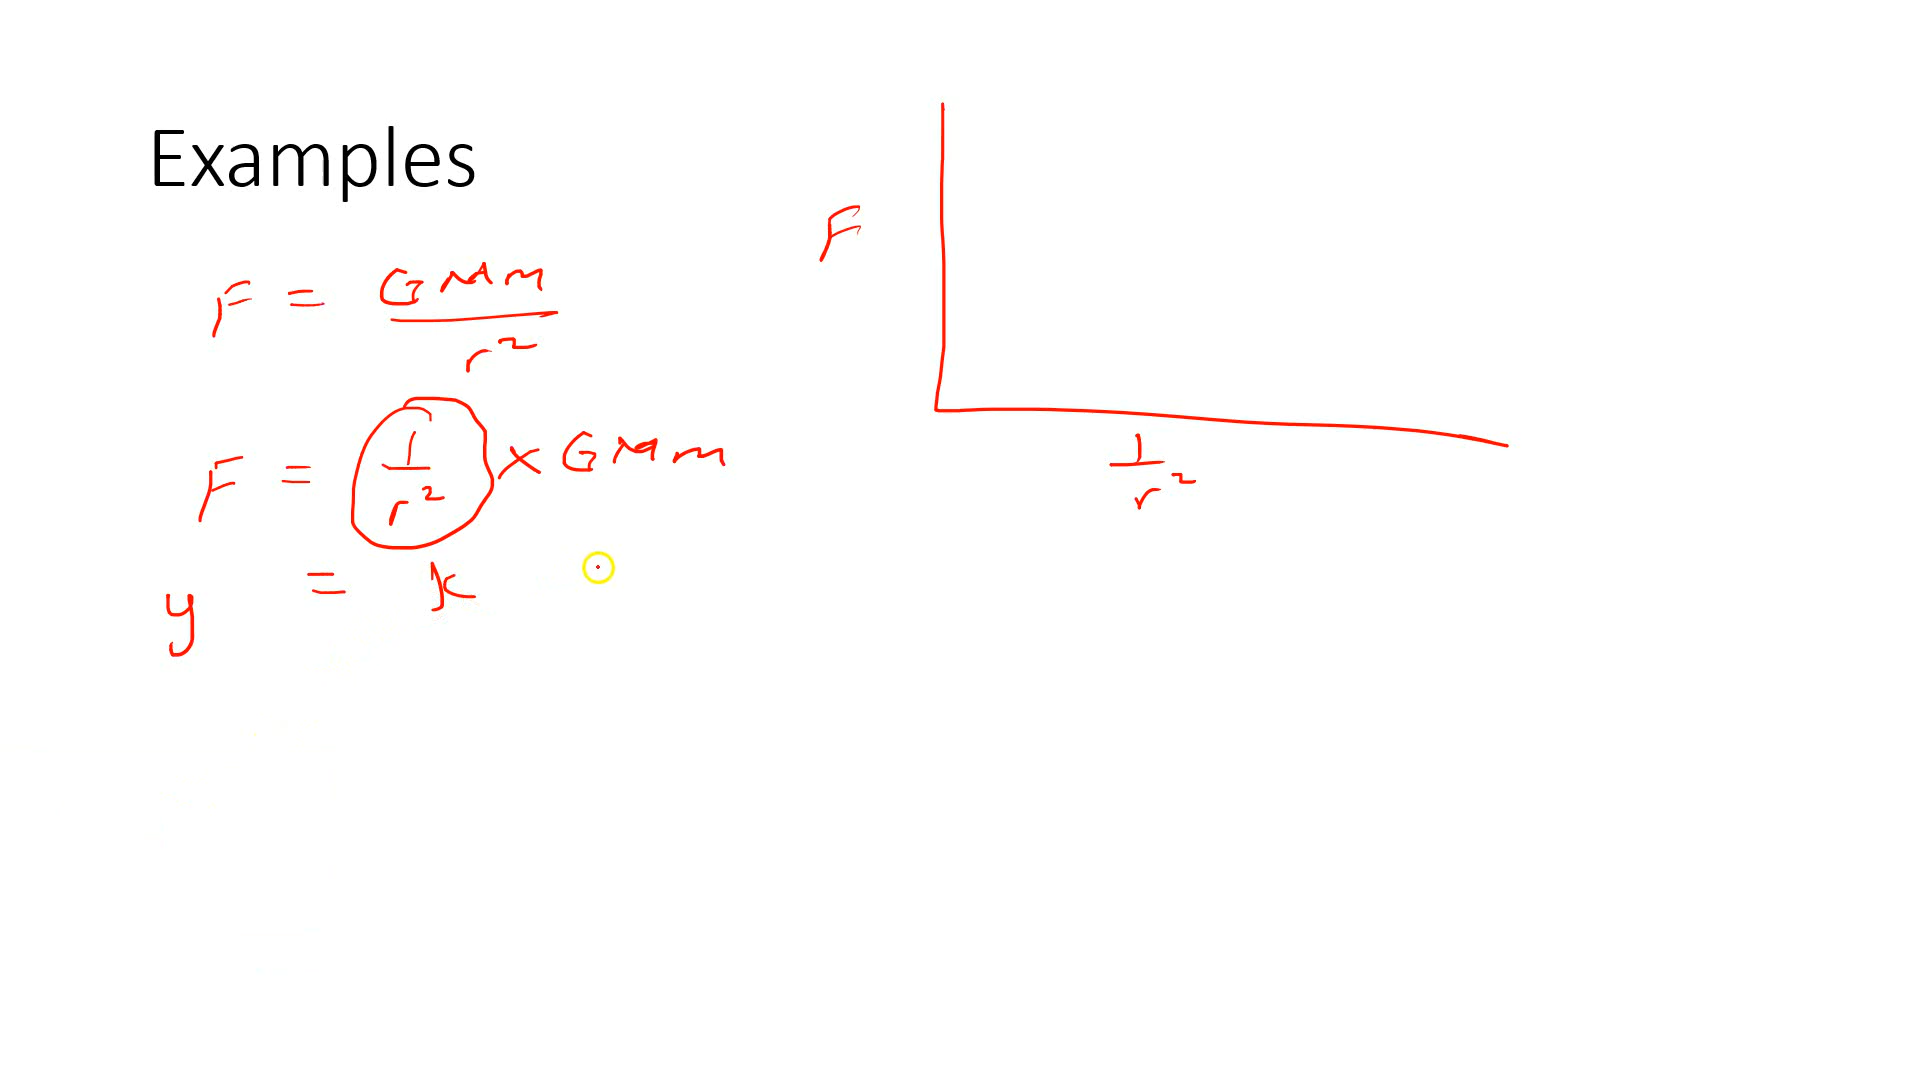 Examples
F = GMm / r²
F = 1/r² × GMm
y = x
F
1/r²